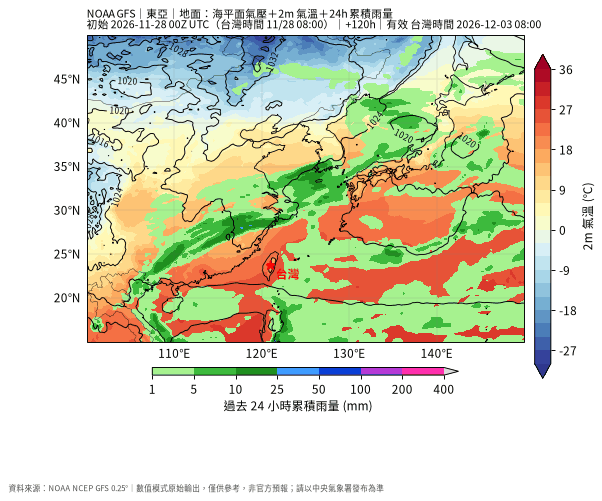 NOAA GFS｜東亞｜地面：海平面氣壓＋2m 氣溫＋24h 累積雨量
初始 2026-11-28 00Z UTC（台灣時間 11/28 08:00）｜+120h｜有效 台灣時間 2026-12-03 08:00
45°N
40°N
35°N
30°N
25°N
20°N
110°E
120°E
130°E
140°E
1028
1032
1020
1020
1016
1024
1024
1020
1020
台灣
36
27
18
9
0
-9
-18
-27
2m 氣溫 (°C)
1 5 10 25 50 100 200 400
過去 24 小時累積雨量 (mm)
資料來源：NOAA NCEP GFS 0.25°｜數值模式原始輸出，僅供參考，非官方預報；請以中央氣象署發布為準